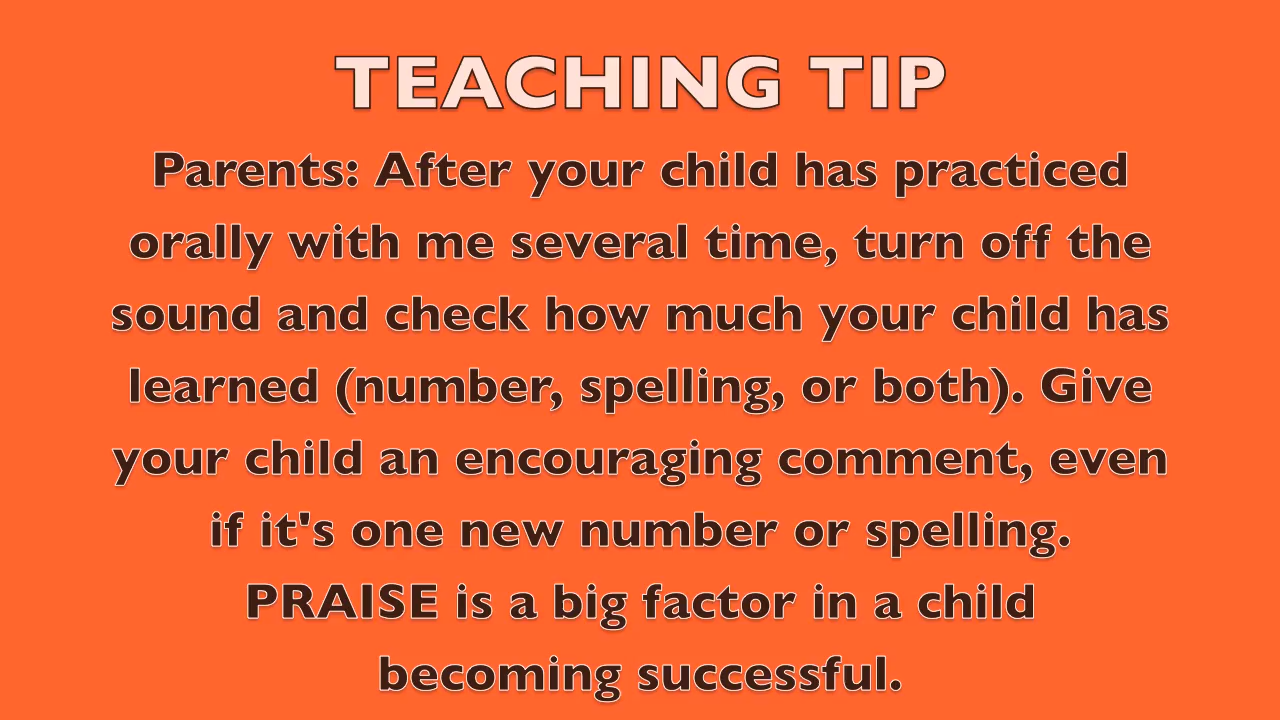 TEACHING TIP
Parents: After your child has practiced
orally with me several time, turn off the
sound and check how much your child has
learned (number, spelling, or both). Give
your child an encouraging comment, even
if it's one new number or spelling.
PRAISE is a big factor in a child
becoming successful.